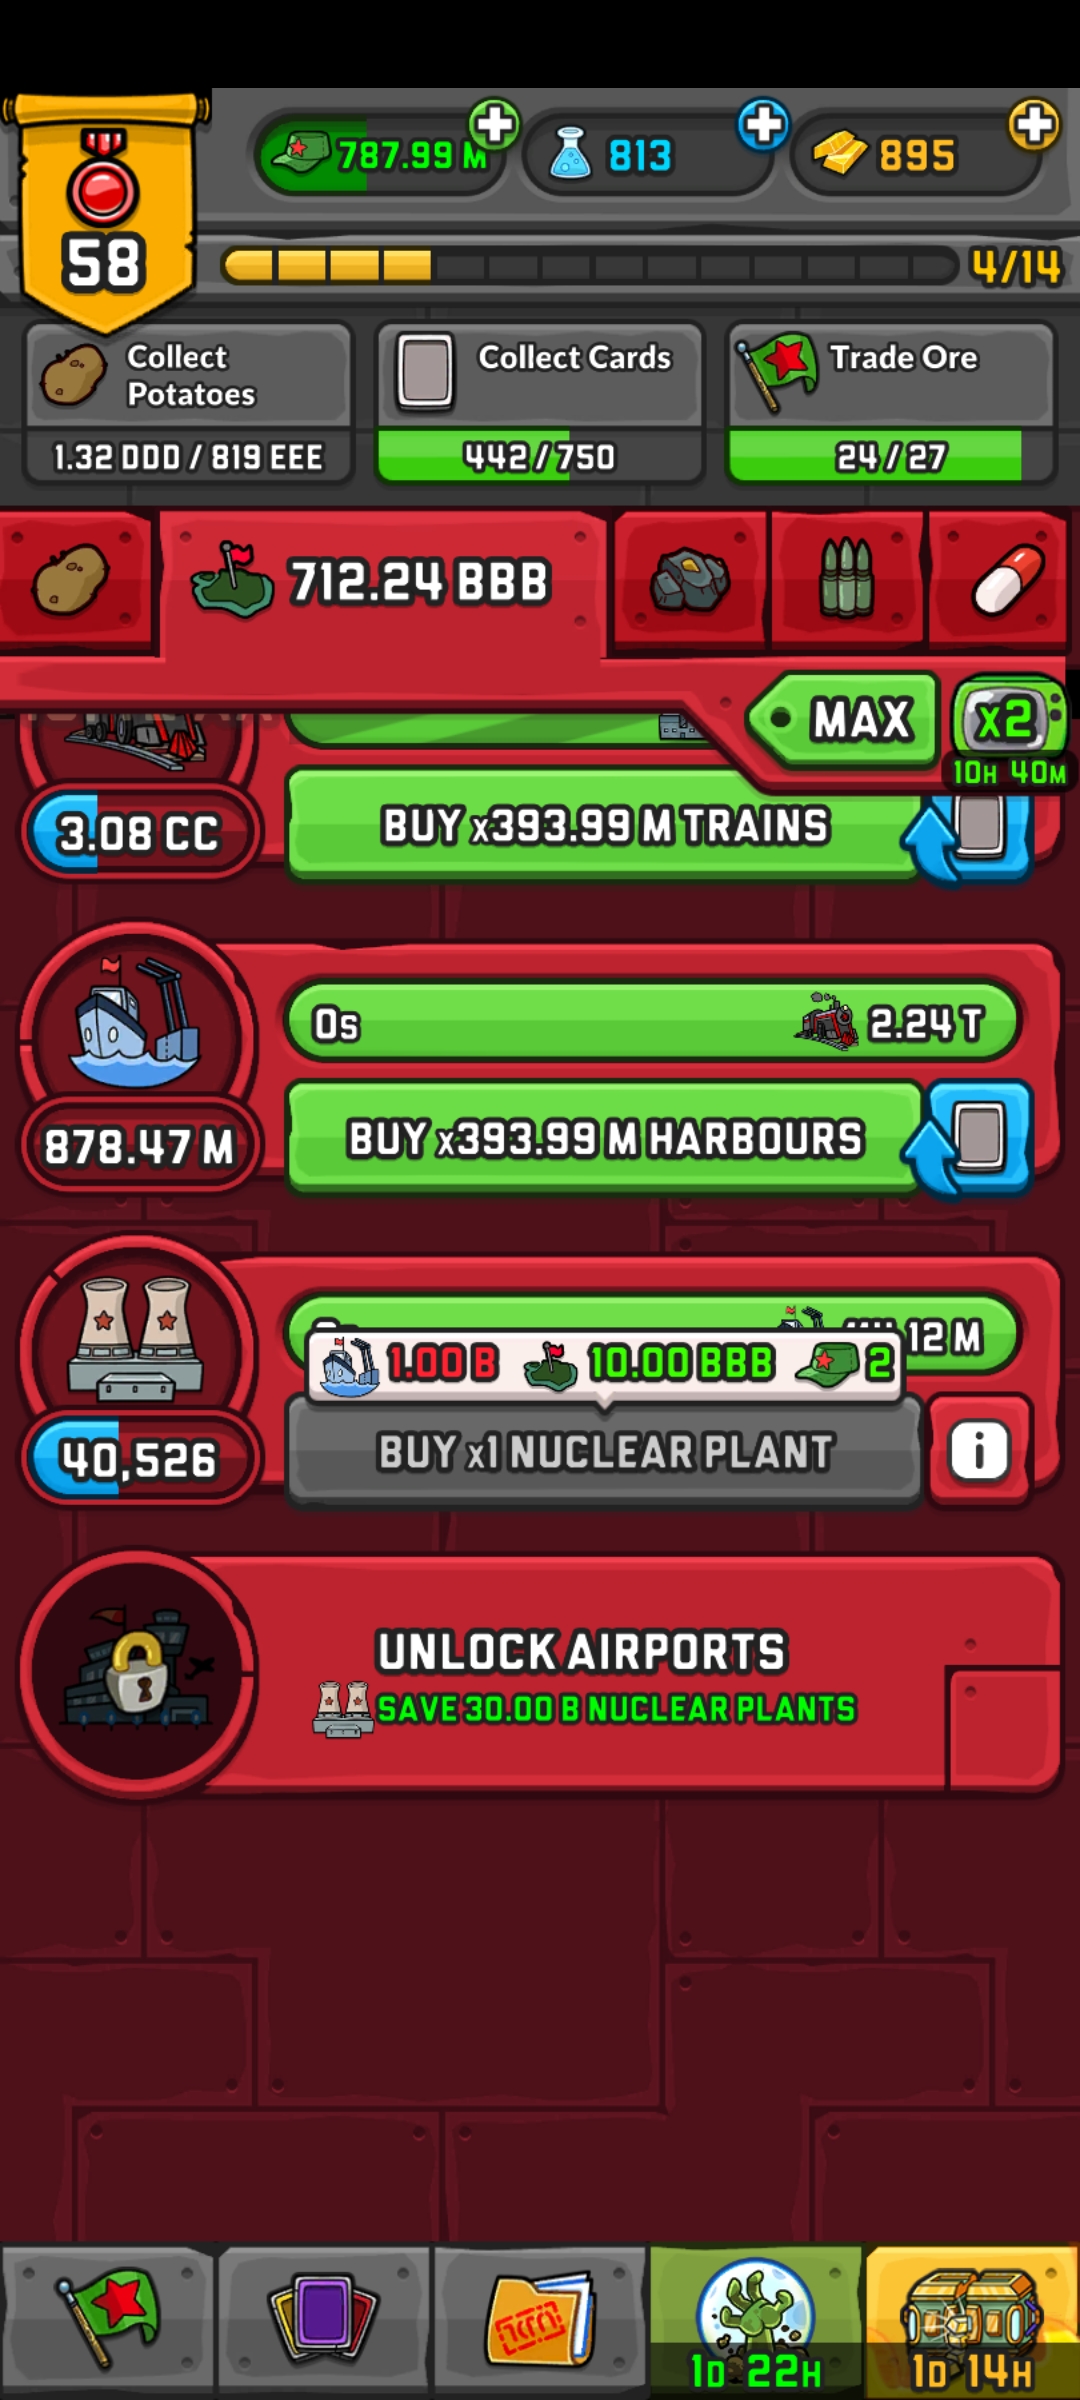 58
787.99 M
813
895
4/14
Collect Potatoes
1.32 DDD / 819 EEE
Collect Cards
442/750
Trade Ore
24/27
712.24 BBB
MAX
x2
10H 40M
3.08 CC
BUY x393.99 M TRAINS
0s
2.24 T
878.47 M
BUY x393.99 M HARBOURS
12 M
1.00 B
10.00 BBB
2
40,526
BUY x1 NUCLEAR PLANT
i
UNLOCK AIRPORTS
SAVE 30.00 B NUCLEAR PLANTS
1D 22H
1D 14H